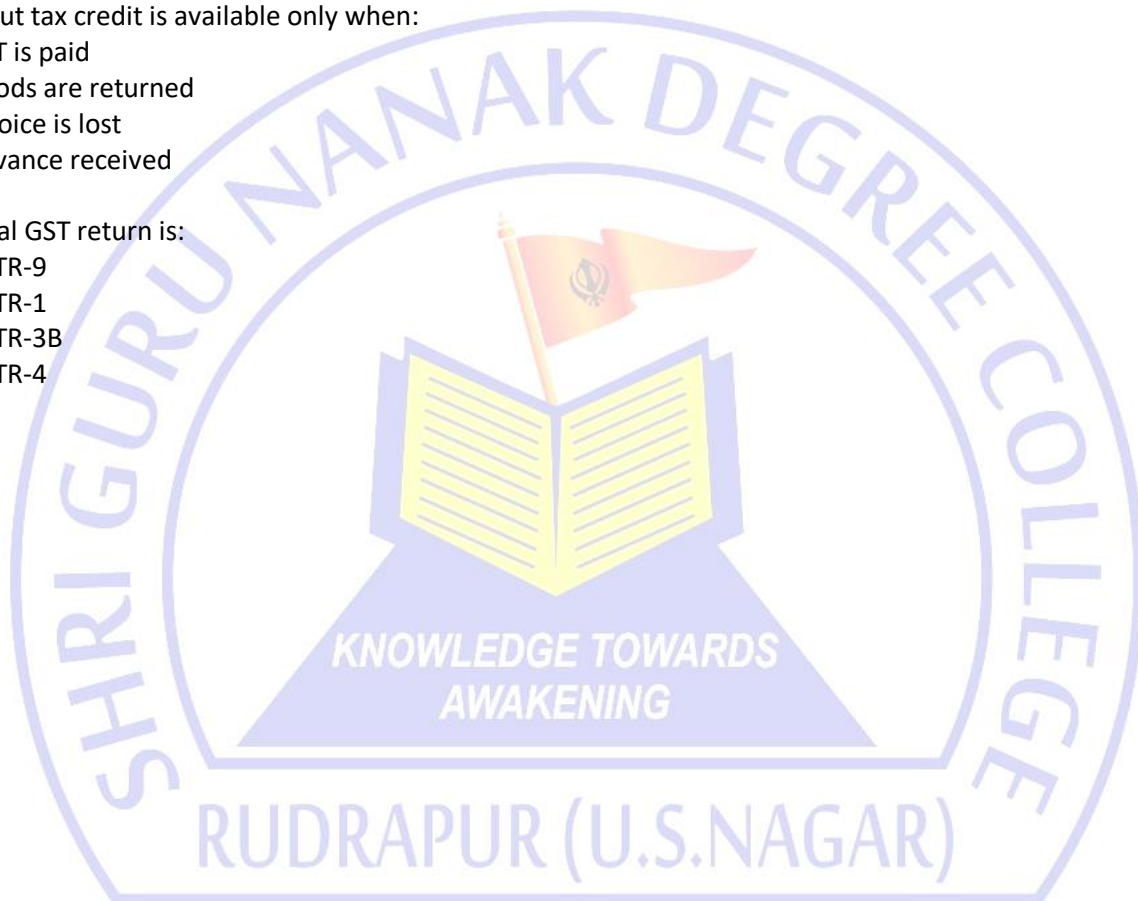 ut tax credit is available only when:
T is paid
ods are returned
oice is lost
vance received
al GST return is:
TR-9
TR-1
TR-3B
TR-4
SHRI GURU NANAK DEGREE COLLEGE
KNOWLEDGE TOWARDS
AWAKENING
RUDRAPUR (U.S.NAGAR)